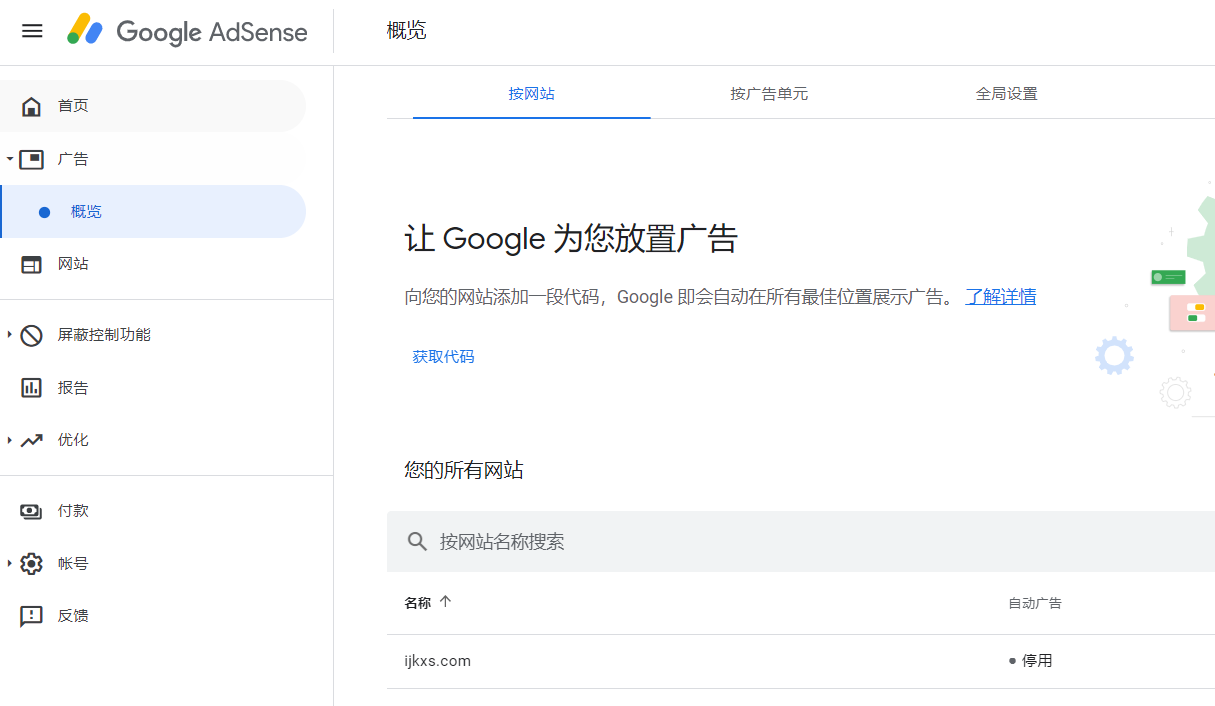 Google AdSense
概览
首页
广告
概览
网站
屏蔽控制功能
报告
优化
付款
帐号
反馈
按网站 按广告单元 全局设置
让 Google 为您放置广告
向您的网站添加一段代码，Google 即会自动在所有最佳位置展示广告。 了解详情
获取代码
您的所有网站
按网站名称搜索
名称 自动广告
ijkxs.com 停用